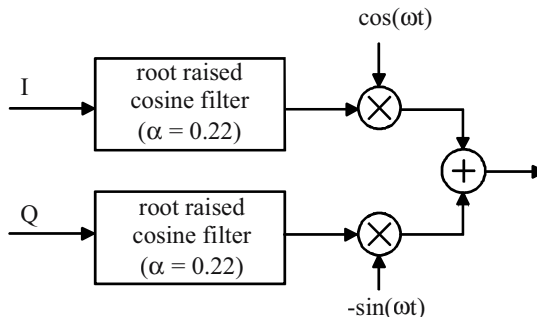 cos(ωt)
I
root raised
cosine filter
(α = 0.22)
Q
root raised
cosine filter
(α = 0.22)
-sin(ωt)